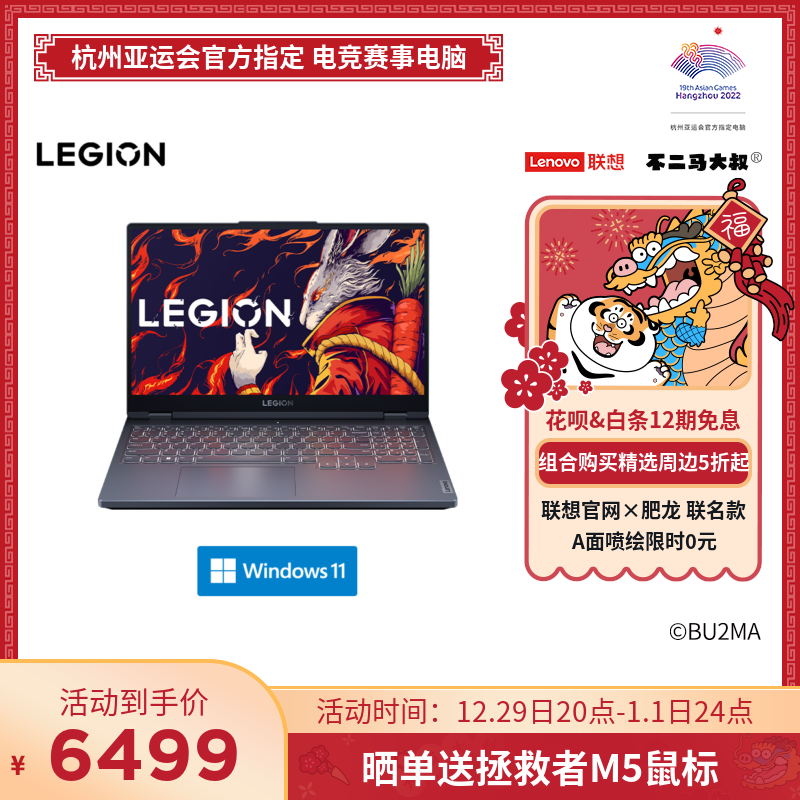 杭州亚运会官方指定 电竞赛事电脑
19th Asian Games
Hangzhou 2022
杭州亚运会官方指定电脑
LEGION
Lenovo 联想 不二马大叔®
福
LEGION
LEGION
花呗&白条12期免息
组合购买精选周边5折起
联想官网×肥龙 联名款
A面喷绘限时0元
Windows 11
©BU2MA
活动到手价
¥ 6499
活动时间：12.29日20点-1.1日24点
晒单送拯救者M5鼠标